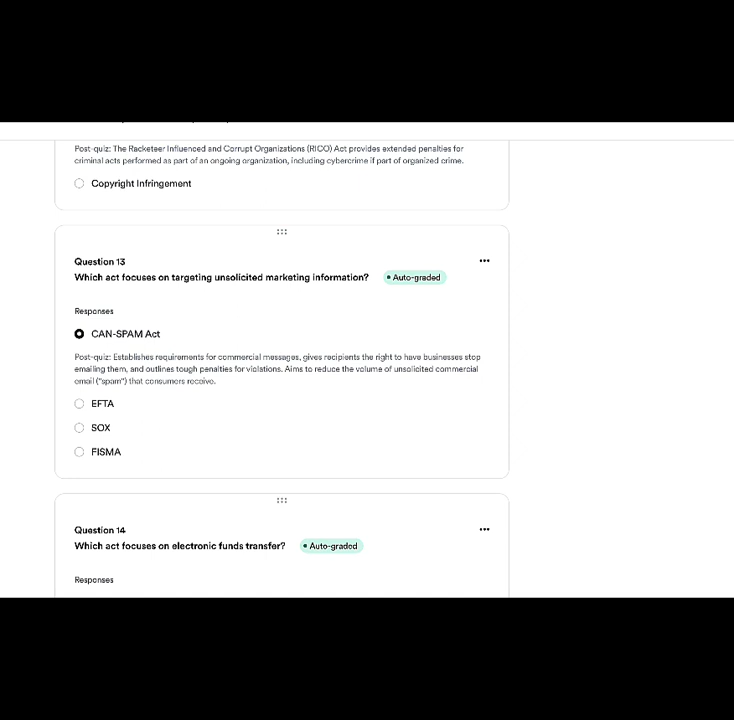 Post-quiz: The Racketeer Influenced and Corrupt Organizations (RICO) Act provides extended penalties for
criminal acts performed as part of an ongoing organization, including cybercrime if part of organized crime.
Copyright Infringement
Question 13
Which act focuses on targeting unsolicited marketing information?
Auto-graded
Responses
CAN-SPAM Act
Post-quiz: Establishes requirements for commercial messages, gives recipients the right to have businesses stop
emailing them, and outlines tough penalties for violations. Aims to reduce the volume of unsolicited commercial
email ("spam") that consumers receive.
EFTA
SOX
FISMA
Question 14
Which act focuses on electronic funds transfer?
Auto-graded
Responses